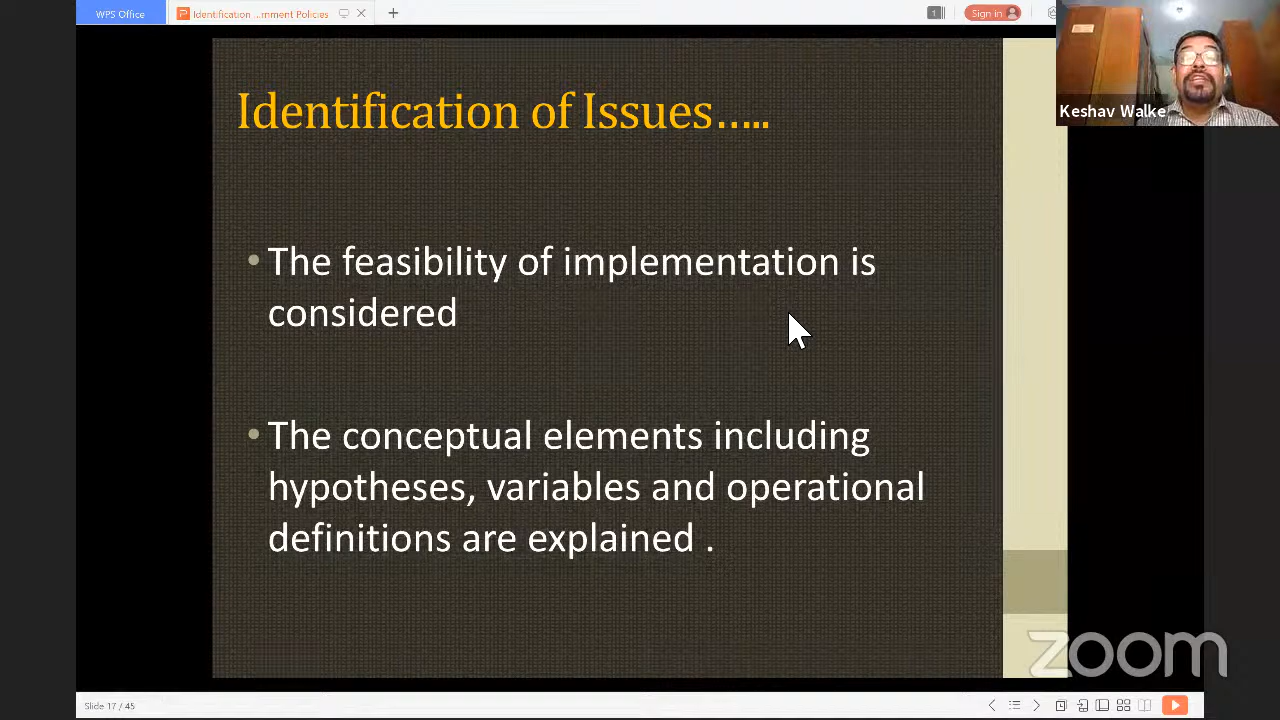 WPS Office
Identification ...rnment Policies
1
Sign in
Keshav Walke
Identification of Issues.....
• The feasibility of implementation is
considered
• The conceptual elements including
hypotheses, variables and operational
definitions are explained .
zoom
Slide 17 / 45